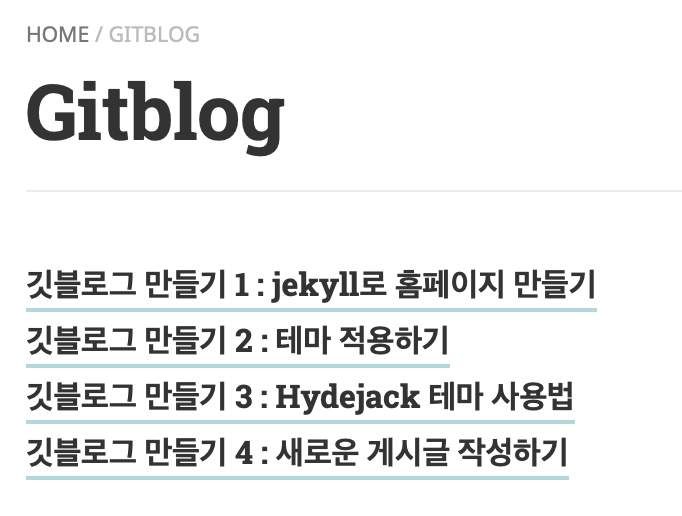 HOME / GITBLOG
Gitblog
깃블로그 만들기 1 : jekyll로 홈페이지 만들기
깃블로그 만들기 2 : 테마 적용하기
깃블로그 만들기 3 : Hydejack 테마 사용법
깃블로그 만들기 4 : 새로운 게시글 작성하기